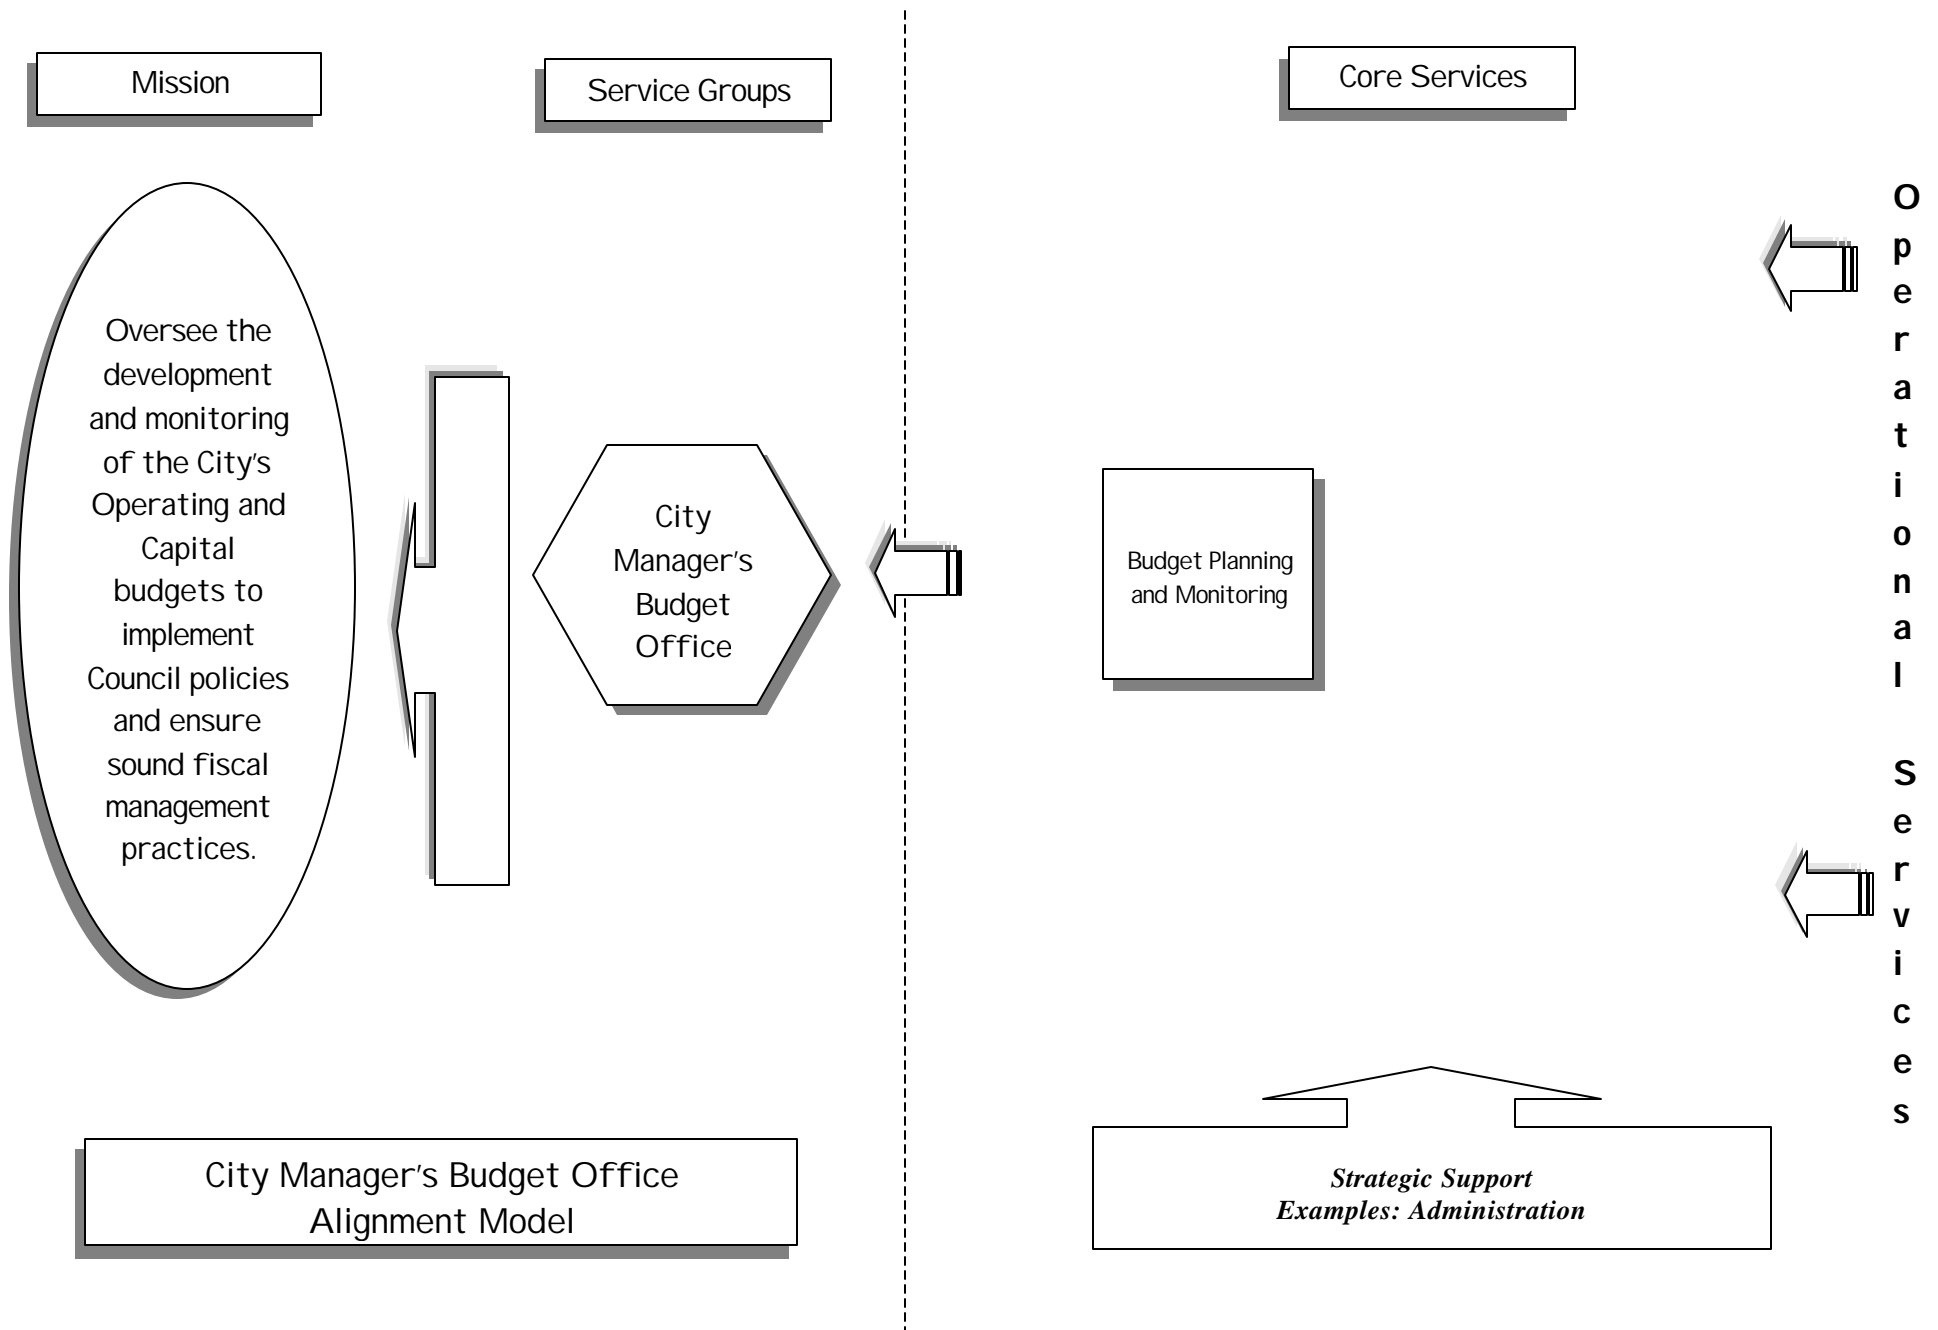 Mission
Service Groups
Core Services
Oversee the
development
and monitoring
of the City's
Operating and
Capital
budgets to
implement
Council policies
and ensure
sound fiscal
management
practices.
City
Manager's
Budget
Office
Budget Planning
and Monitoring
O
p
e
r
a
t
i
o
n
a
l
S
e
r
v
i
c
e
s
City Manager's Budget Office
Alignment Model
Strategic Support
Examples: Administration